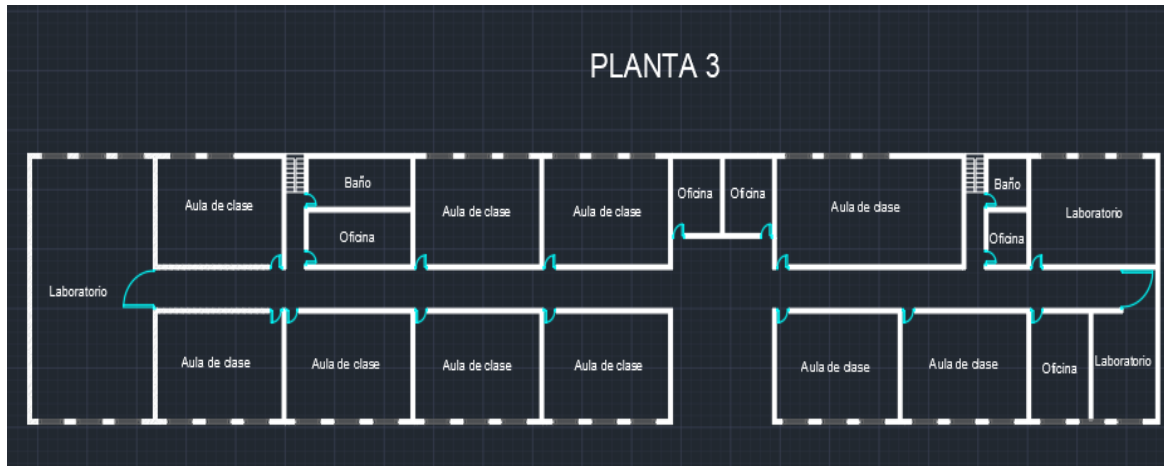 PLANTA 3
Aula de clase
Baño
Oficina
Aula de clase
Aula de clase
Oficina
Oficina
Aula de clase
Baño
Oficina
Laboratorio
Laboratorio
Aula de clase
Aula de clase
Aula de clase
Aula de clase
Aula de clase
Aula de clase
Oficina
Laboratorio